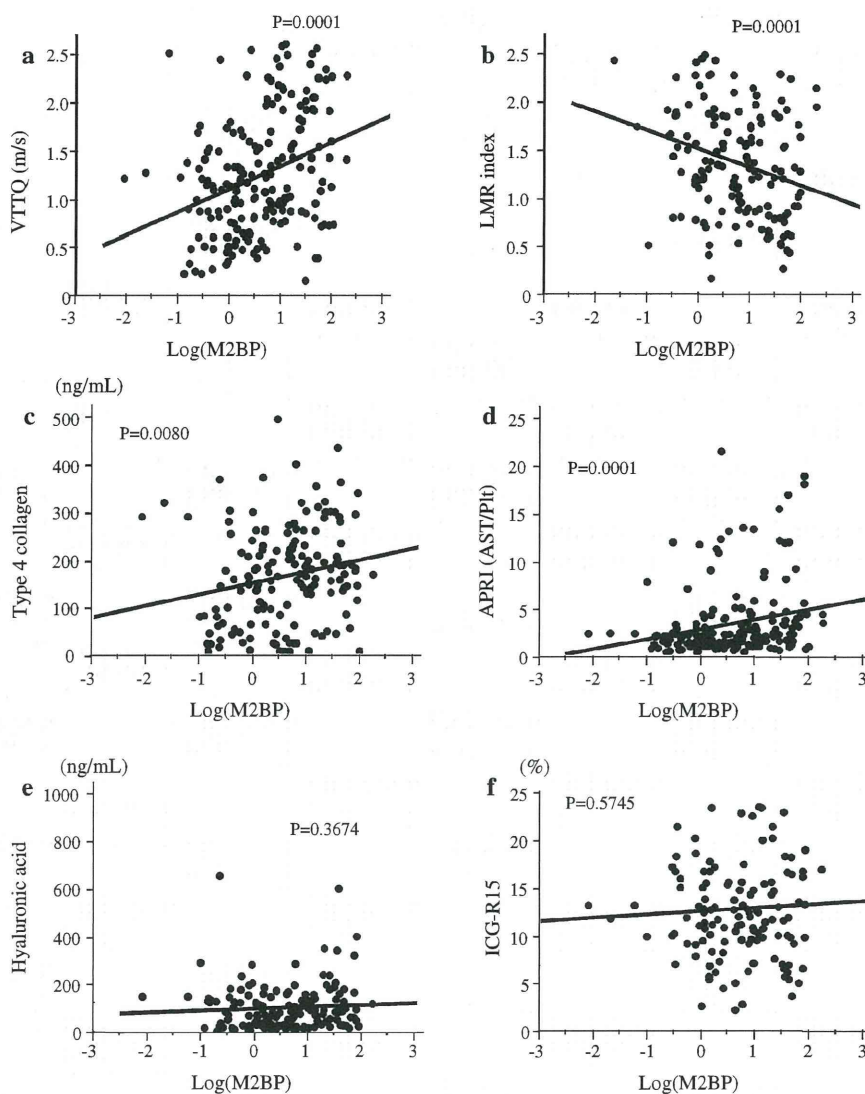 P=0.0001
a
2.5
2.0
1.5
1.0
0.5
0
VTTQ (m/s)
-3 -2 -1 0 1 2 3
Log(M2BP)
P=0.0001
b
2.5
2.0
1.5
1.0
0.5
0
LMR index
-3 -2 -1 0 1 2 3
Log(M2BP)
(ng/mL)
c
P=0.0080
500
400
300
200
100
0
Type 4 collagen
-3 -2 -1 0 1 2 3
Log(M2BP)
d
P=0.0001
25
20
15
10
5
0
APRI (AST/Plt)
-3 -2 -1 0 1 2 3
Log(M2BP)
(ng/mL)
e
P=0.3674
1000
800
600
400
200
0
Hyaluronic acid
-3 -2 -1 0 1 2 3
Log(M2BP)
(%)
f
P=0.5745
25
20
15
10
5
0
ICG-R15
-3 -2 -1 0 1 2 3
Log(M2BP)